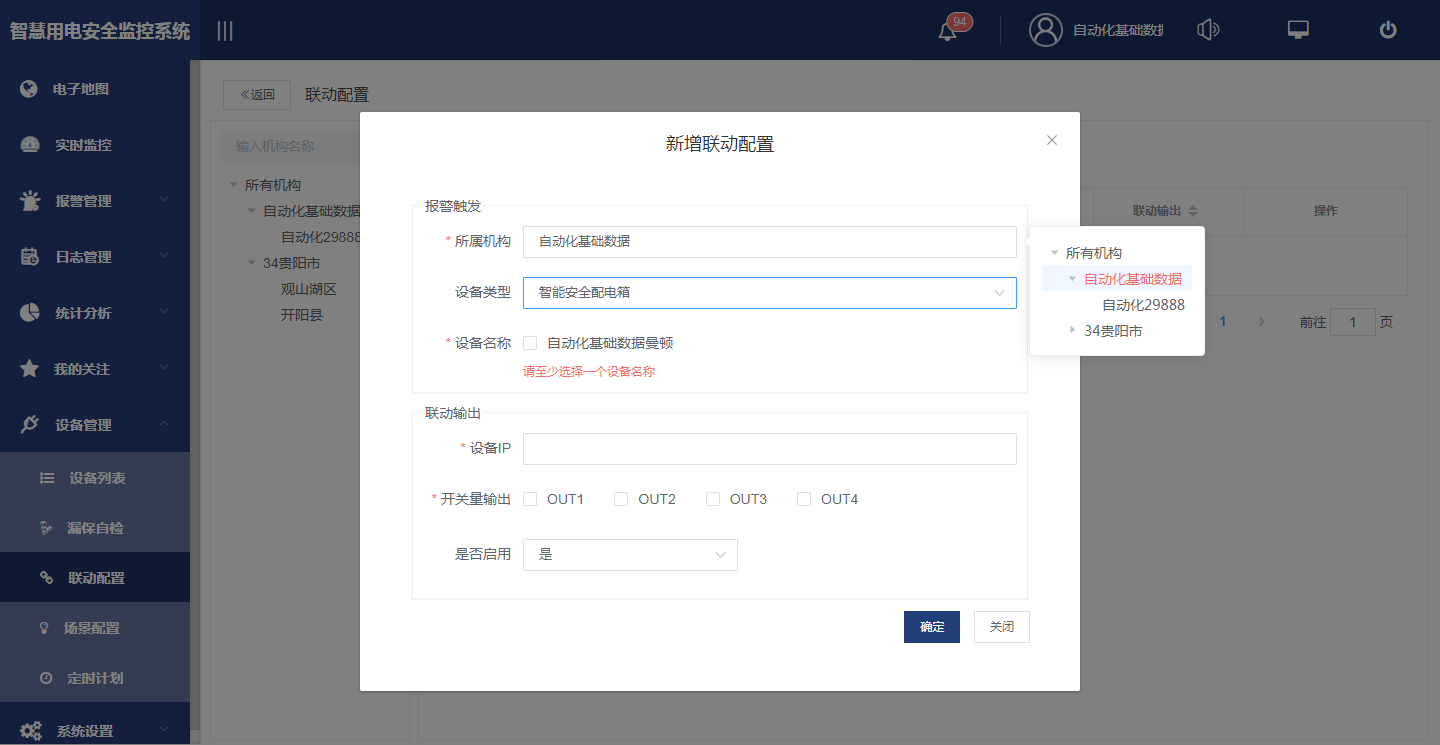 智慧用电安全监控系统
94
自动化基础数据
电子地图
实时监控
报警管理
日志管理
统计分析
我的关注
设备管理
设备列表
漏保自检
联动配置
场景配置
定时计划
系统设置
返回
联动配置
输入机构名称
所有机构
自动化基础数据
自动化29888
34贵阳市
观山湖区
开阳县
联动输出
操作
1
前往 1 页
新增联动配置
报警触发
* 所属机构 自动化基础数据
设备类型 智能安全配电箱
* 设备名称 自动化基础数据曼顿
请至少选择一个设备名称
联动输出
* 设备IP
* 开关量输出 OUT1 OUT2 OUT3 OUT4
是否启用 是
确定 关闭
所有机构
自动化基础数据
自动化29888
34贵阳市